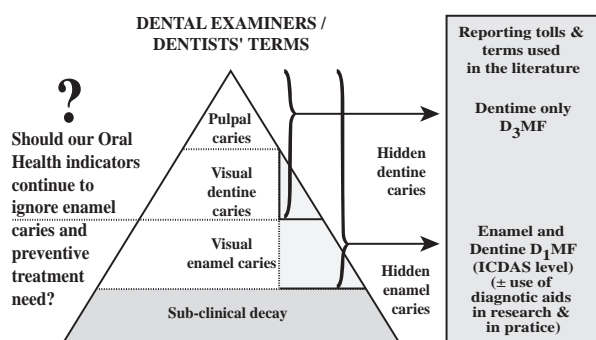 DENTAL EXAMINERS /
DENTISTS' TERMS
?
Should our Oral
Health indicators
continue to
ignore enamel
caries and
preventive
treatment
need?
Pulpal
caries
Visual
dentine
caries
Visual
enamel caries
Sub-clinical decay
Hidden
dentine
caries
Hidden
enamel
caries
Reporting tolls &
terms used
in the literature
Dentime only
D3MF
Enamel and
Dentine D1MF
(ICDAS level)
(± use of
diagnotic aids
in research &
in pratice)